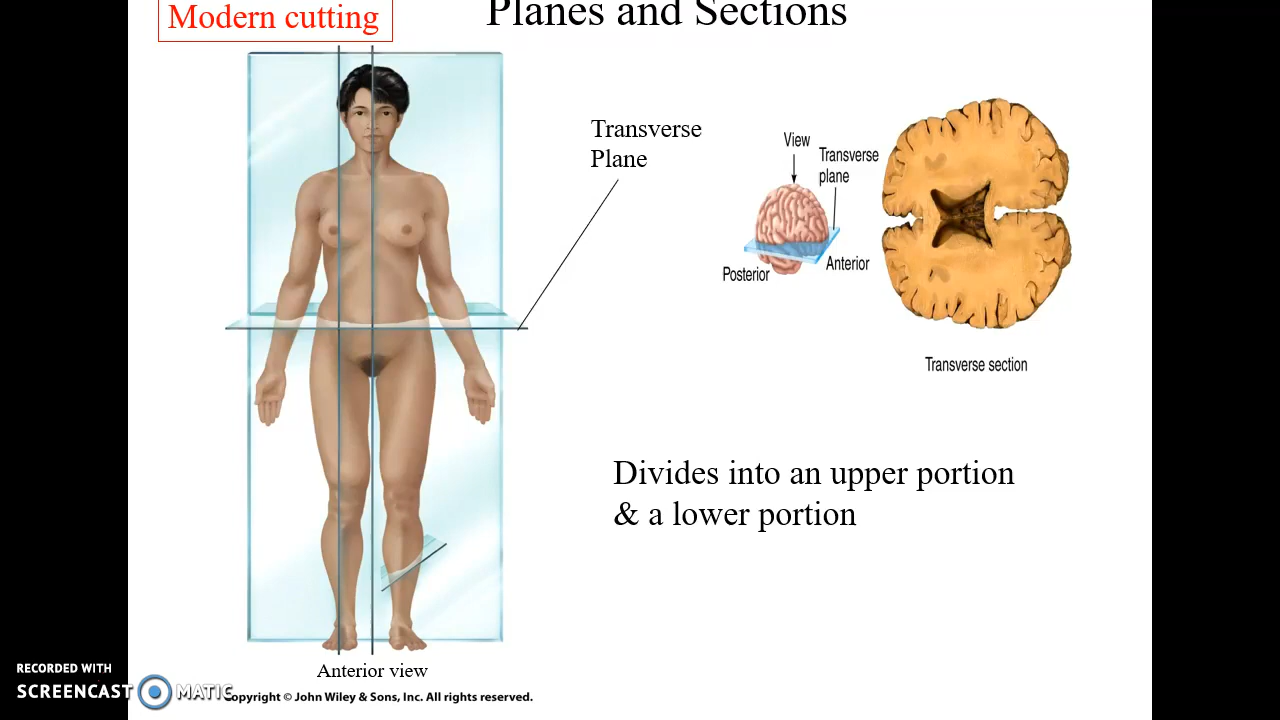 Modern cutting
Planes and Sections
Transverse
Plane
View
Transverse
plane
Posterior
Anterior
Transverse section
Divides into an upper portion
& a lower portion
Anterior view
Copyright © John Wiley & Sons, Inc. All rights reserved.
RECORDED WITH
SCREENCAST MATIC